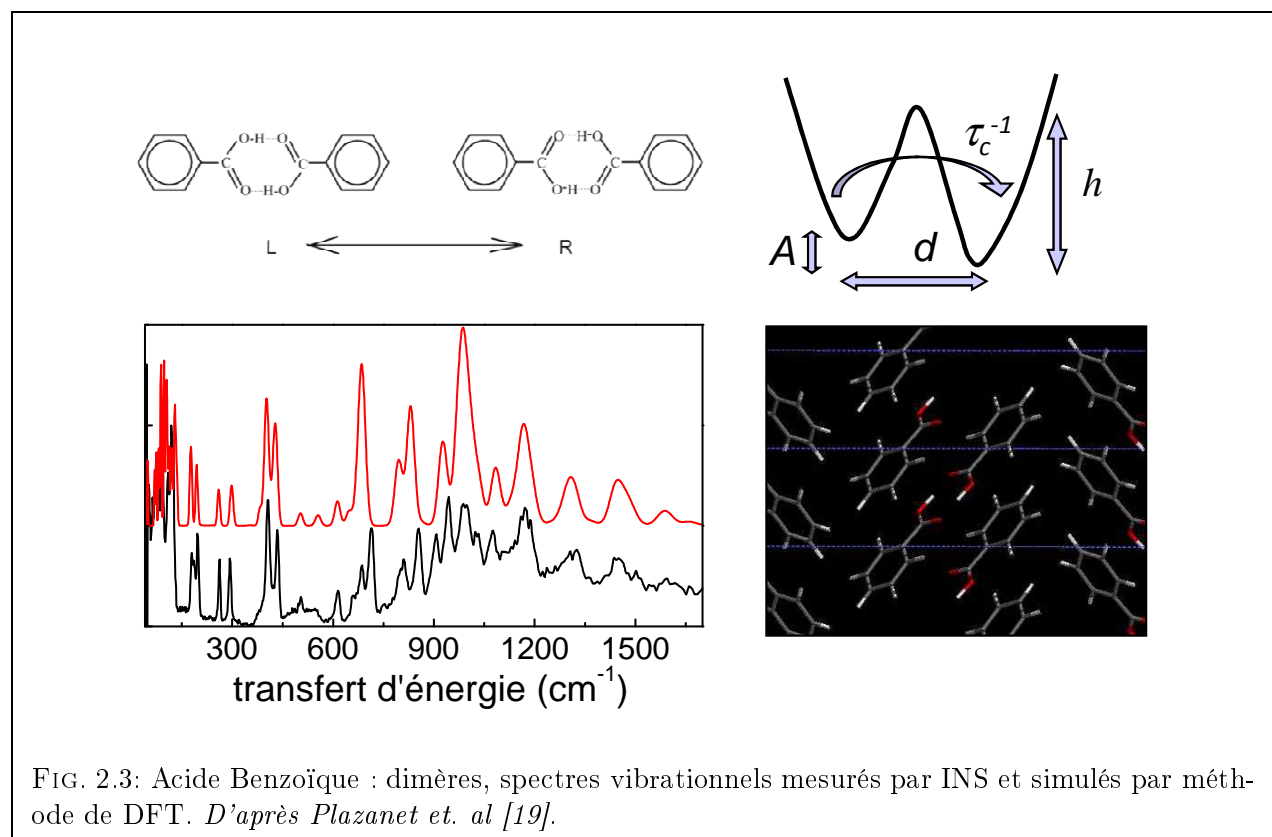 O-H···O
C
C
O···H-O
O···H-O
C
C
O-H···O
L
R
τc-1
h
A
d
300 600 900 1200 1500
transfert d'énergie (cm-1)
FIG. 2.3: Acide Benzoïque : dimères, spectres vibrationnels mesurés par INS et simulés par méth-
ode de DFT. D'après Plazanet et. al [19].